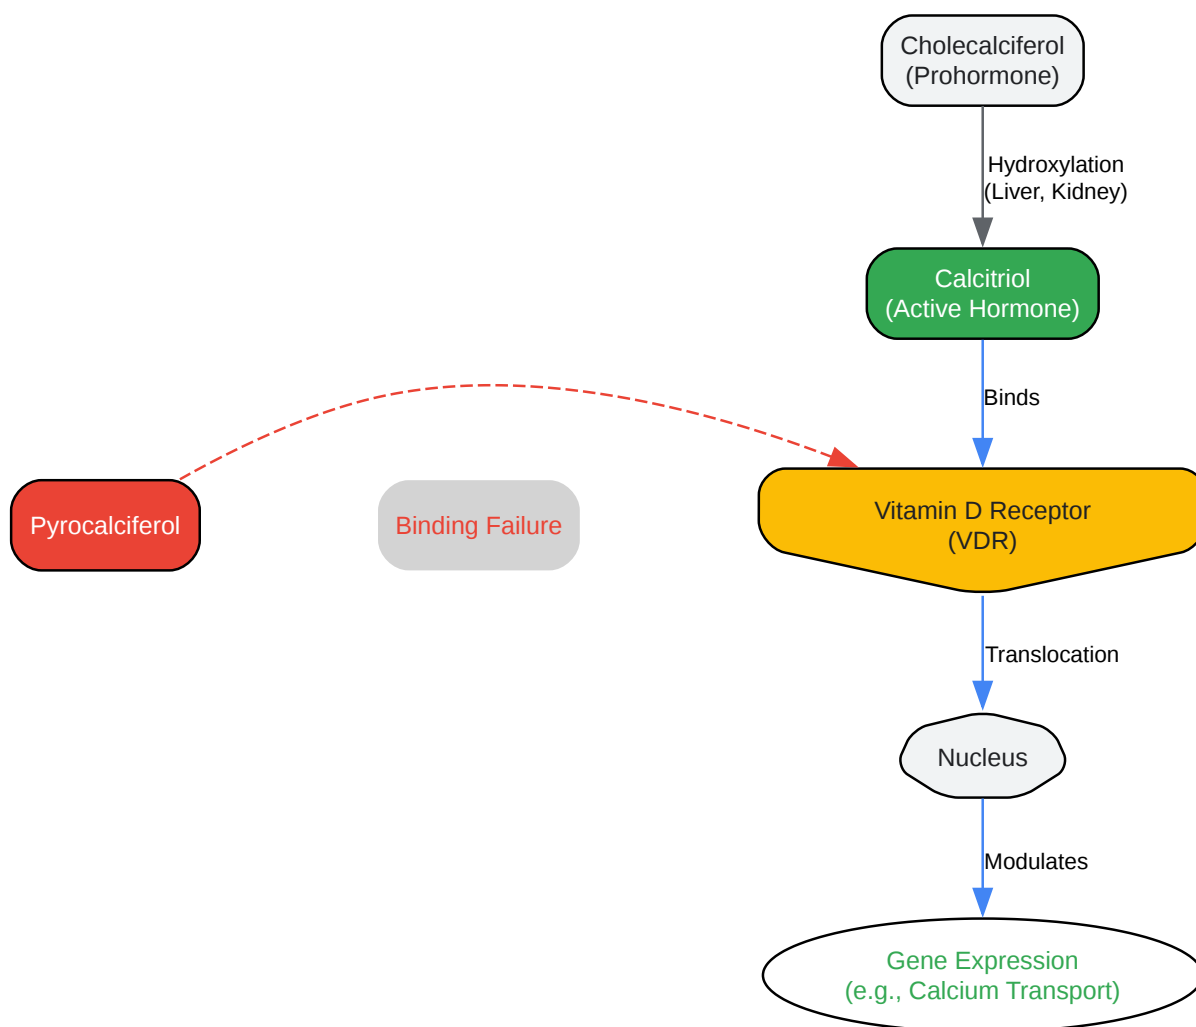 Cholecalciferol
(Prohormone)
Hydroxylation
(Liver, Kidney)
Calcitriol
(Active Hormone)
Binds
Pyrocalciferol
Binding Failure
Vitamin D Receptor
(VDR)
Translocation
Nucleus
Modulates
Gene Expression
(e.g., Calcium Transport)